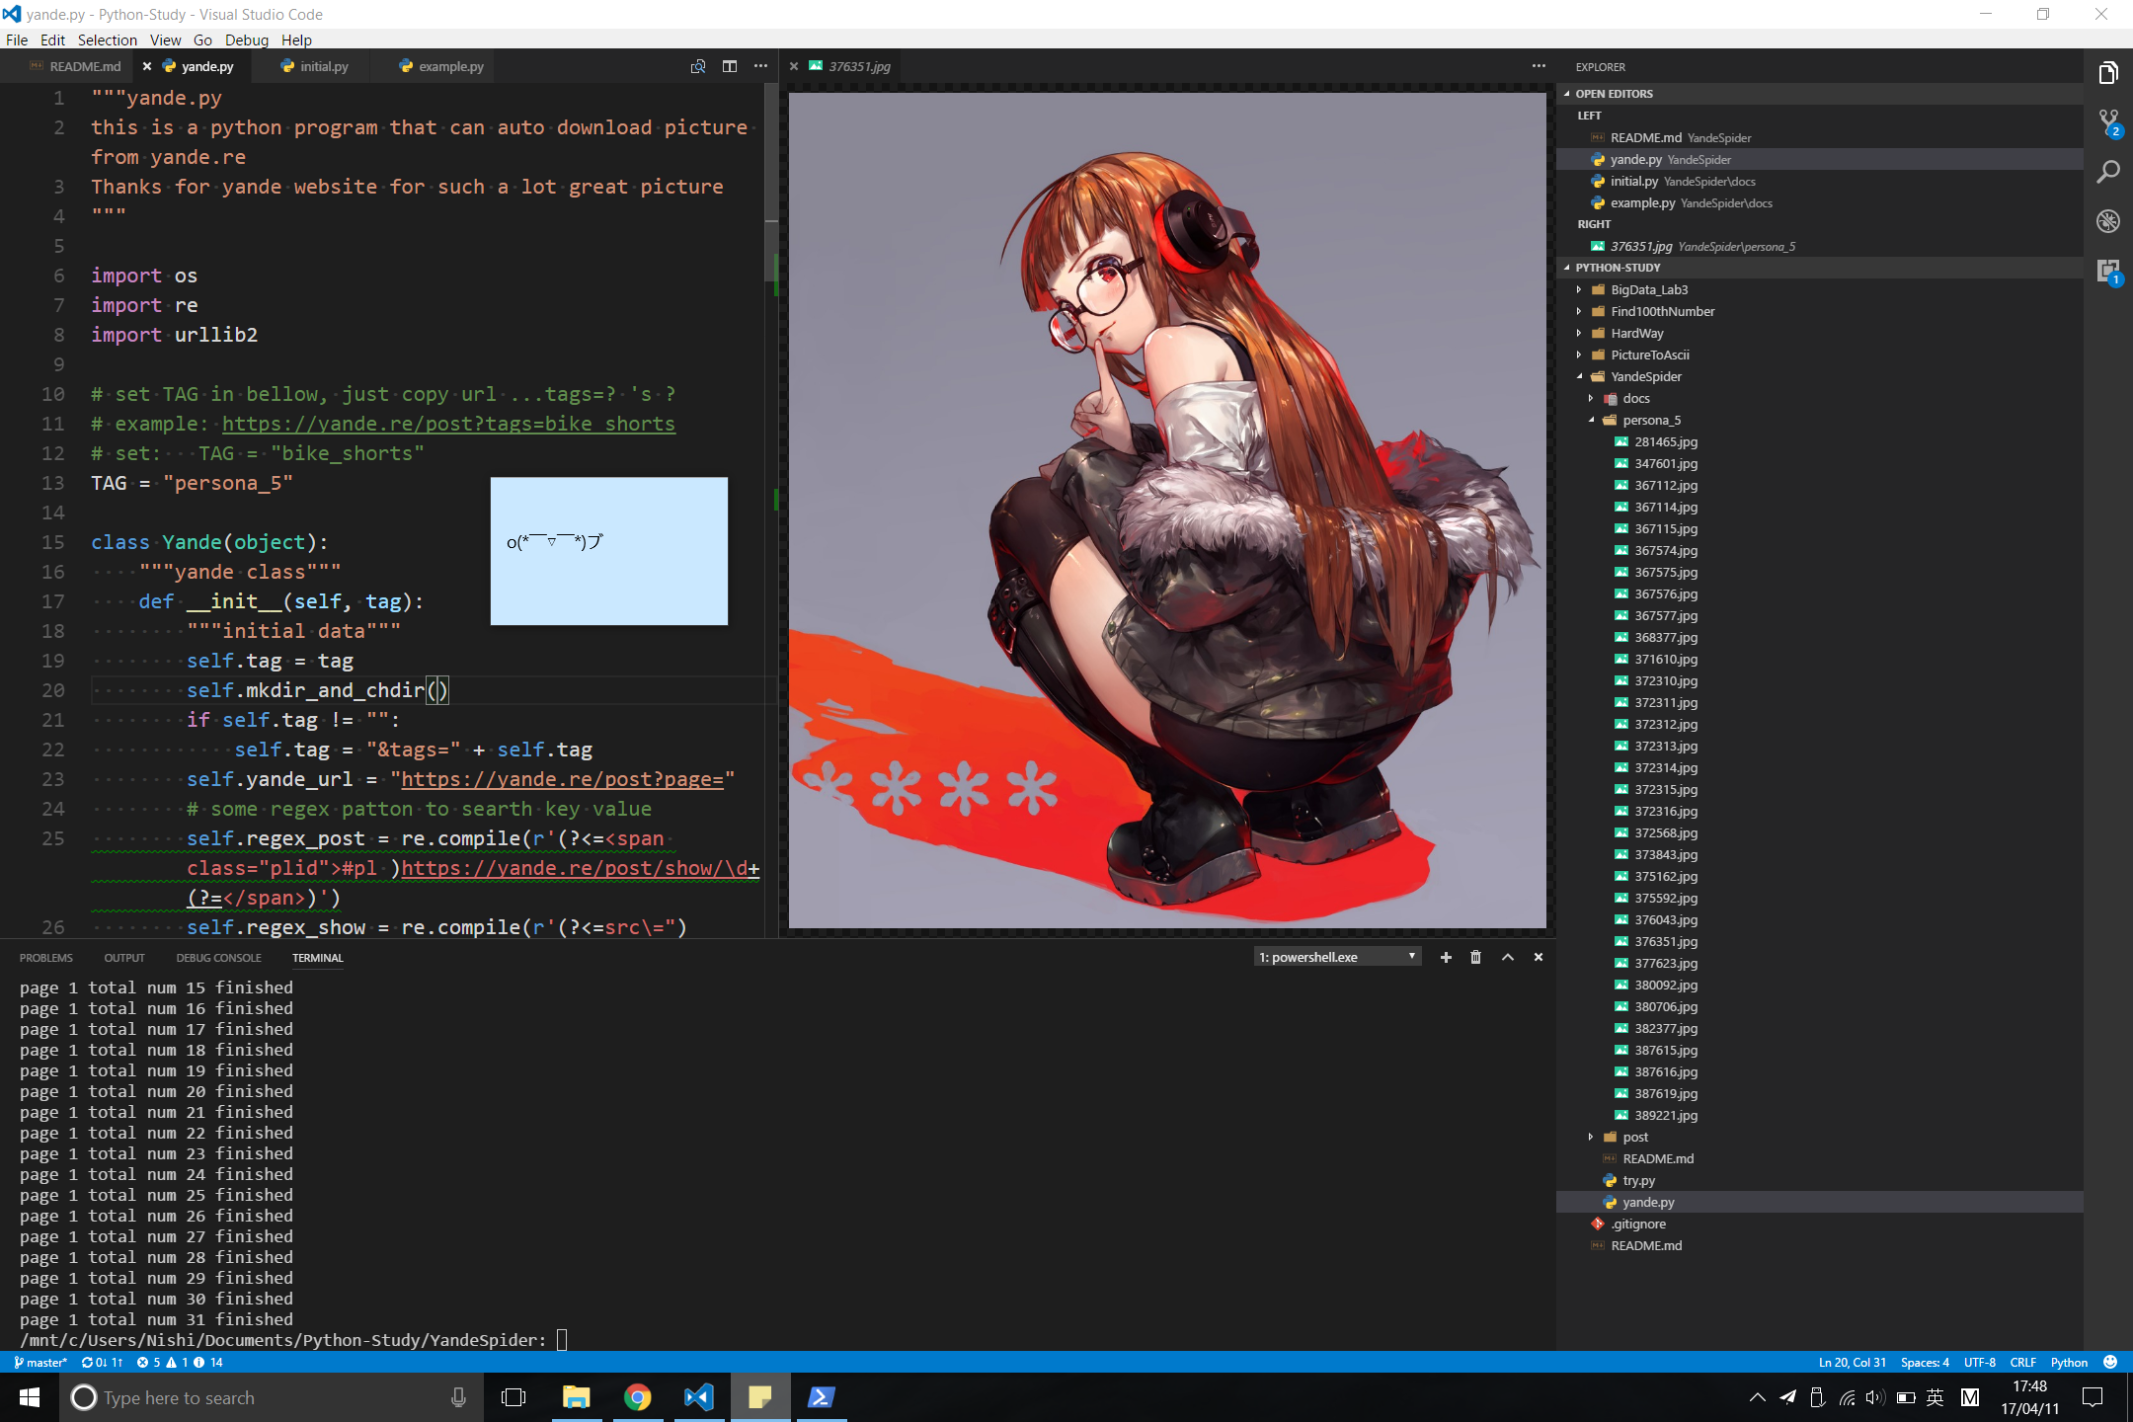 yande.py - Python-Study - Visual Studio Code
File Edit Selection View Go Debug Help
README.md
yande.py
initial.py
example.py
1 """yande.py
2 this is a python program that can auto download picture
from yande.re
3 Thanks for yande website for such a lot great picture
4 """
5
6 import os
7 import re
8 import urllib2
9
10 # set TAG in bellow, just copy url ...tags=? 's ?
11 # example: https://yande.re/post?tags=bike_shorts
12 # set: TAG = "bike_shorts"
13 TAG = "persona_5"
14
15 class Yande(object):
16 """yande class"""
17 def __init__(self, tag):
18 """initial data"""
19 self.tag = tag
20 self.mkdir_and_chdir()
21 if self.tag != "":
22 self.tag = "&tags=" + self.tag
23 self.yande_url = "https://yande.re/post?page="
24 # some regex patton to searth key value
25 self.regex_post = re.compile(r'(?<=<span
class="plid">#pl )https://yande.re/post/show/\d+
(?=</span>)')
26 self.regex_show = re.compile(r'(?<=src\=")
o(*￣▽￣*)ブ
376351.jpg
****
EXPLORER
OPEN EDITORS
LEFT
README.md YandeSpider
yande.py YandeSpider
initial.py YandeSpider\docs
example.py YandeSpider\docs
RIGHT
376351.jpg YandeSpider\persona_5
PYTHON-STUDY
BigData_Lab3
Find100thNumber
HardWay
PictureToAscii
YandeSpider
docs
persona_5
281465.jpg
347601.jpg
367112.jpg
367114.jpg
367115.jpg
367574.jpg
367575.jpg
367576.jpg
367577.jpg
368377.jpg
371610.jpg
372310.jpg
372311.jpg
372312.jpg
372313.jpg
372314.jpg
372315.jpg
372316.jpg
372568.jpg
373843.jpg
375162.jpg
375592.jpg
376043.jpg
376351.jpg
377623.jpg
380092.jpg
380706.jpg
382377.jpg
387615.jpg
387616.jpg
387619.jpg
389221.jpg
post
README.md
try.py
yande.py
.gitignore
README.md
2
1
PROBLEMS OUTPUT DEBUG CONSOLE TERMINAL
1: powershell.exe
page 1 total num 15 finished
page 1 total num 16 finished
page 1 total num 17 finished
page 1 total num 18 finished
page 1 total num 19 finished
page 1 total num 20 finished
page 1 total num 21 finished
page 1 total num 22 finished
page 1 total num 23 finished
page 1 total num 24 finished
page 1 total num 25 finished
page 1 total num 26 finished
page 1 total num 27 finished
page 1 total num 28 finished
page 1 total num 29 finished
page 1 total num 30 finished
page 1 total num 31 finished
/mnt/c/Users/Nishi/Documents/Python-Study/YandeSpider:
master* 0↓ 1↑ 5 1 14
Ln 20, Col 31 Spaces: 4 UTF-8 CRLF Python
Type here to search
英 M
17:48
17/04/11